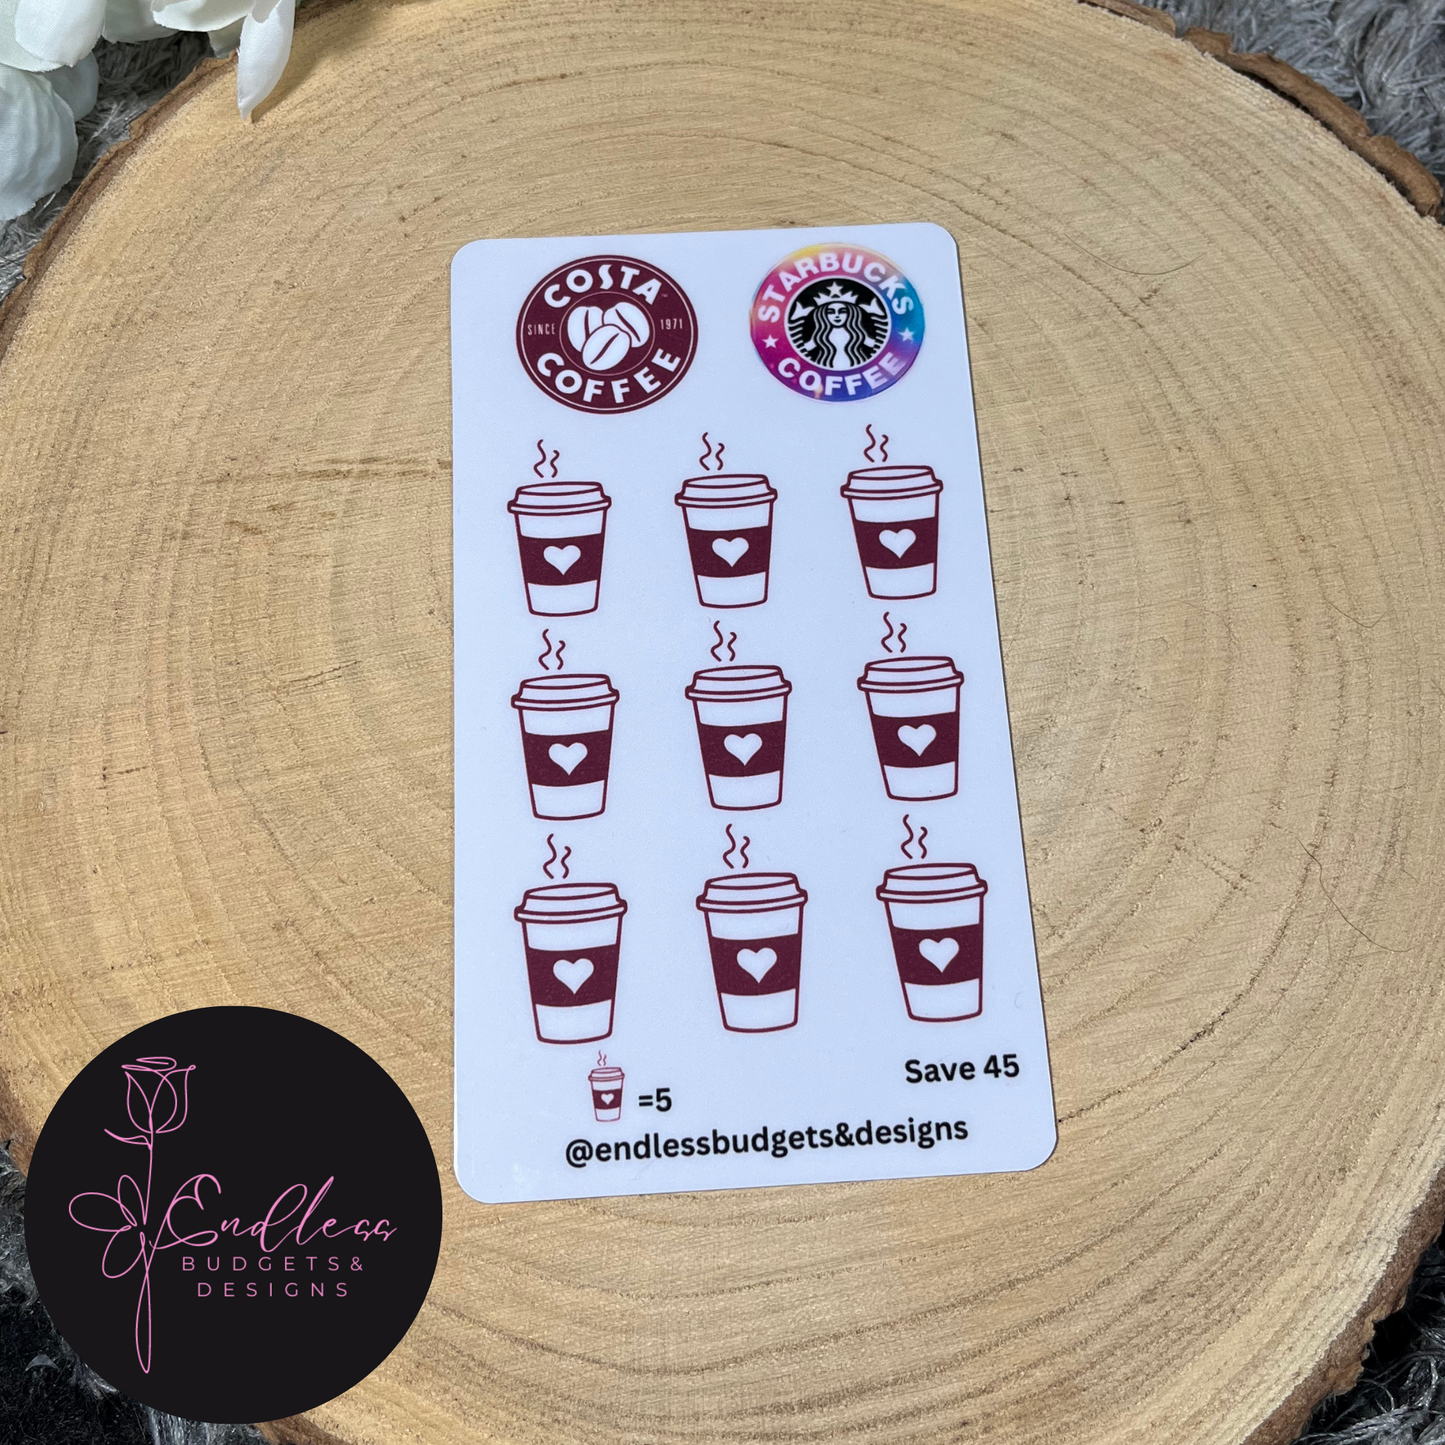 COSTA
SINCE 1971
COFFEE
STARBUCKS
COFFEE
Save 45
=5
@endlessbudgets&designs
Endless
BUDGETS&
DESIGNS